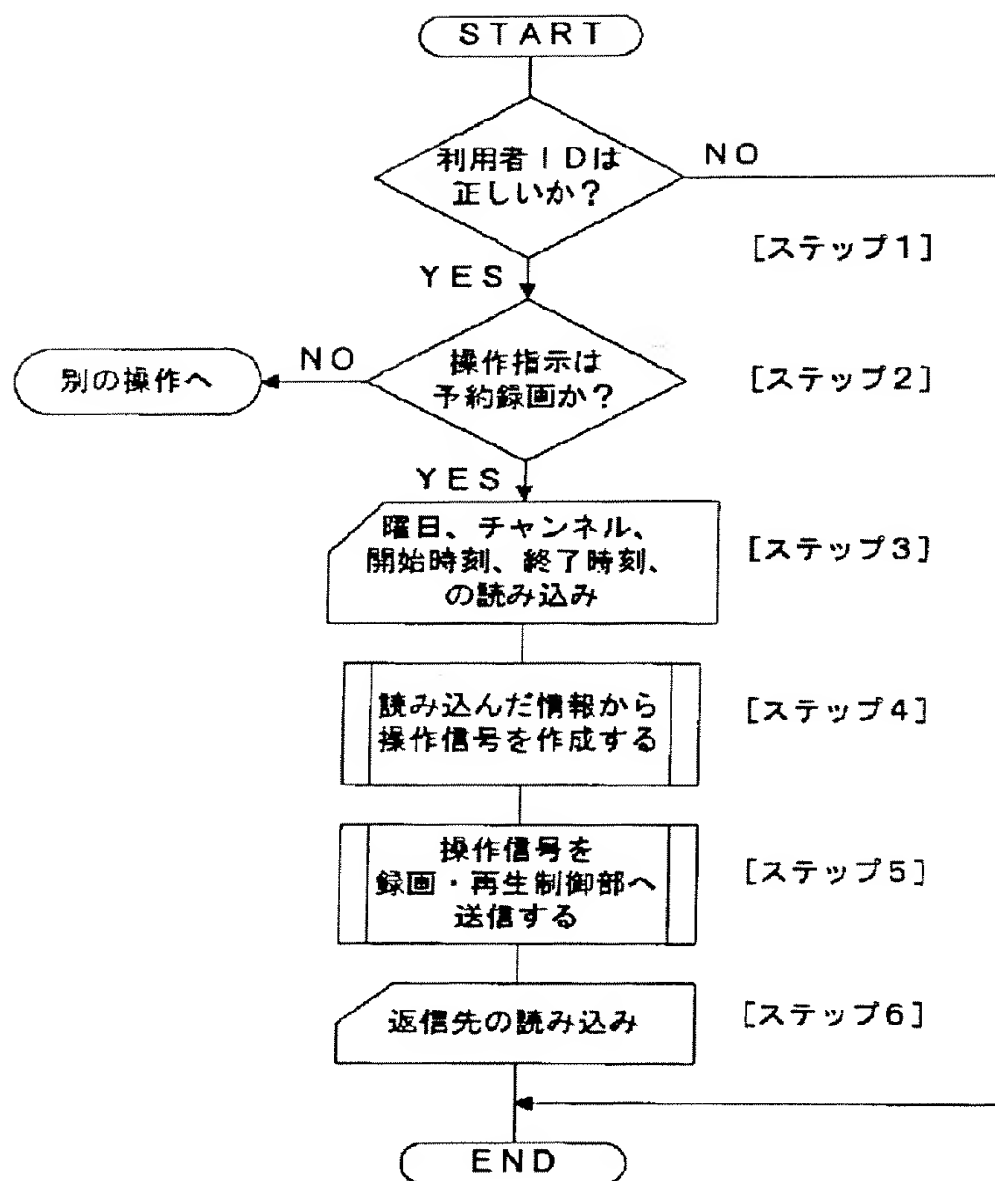 START
利用者IDは
正しいか？
NO
[ステップ1]
YES
操作指示は
予約録画か？
NO
別の操作へ
[ステップ2]
YES
曜日、チャンネル、
開始時刻、終了時刻、
の読み込み
[ステップ3]
読み込んだ情報から
操作信号を作成する
[ステップ4]
操作信号を
録画・再生制御部へ
送信する
[ステップ5]
返信先の読み込み
[ステップ6]
END